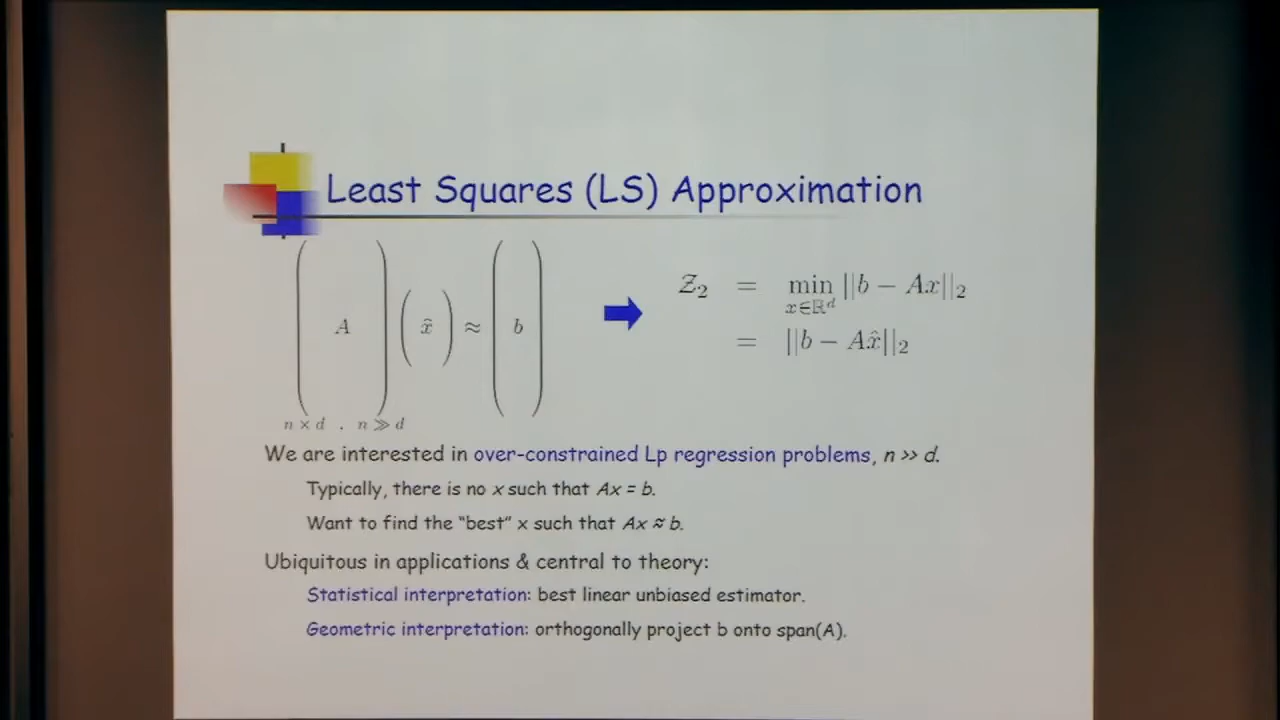 Least Squares (LS) Approximation
( A ) ( x̂ ) ≈ ( b )
n × d , n ≫ d
𝒵₂ = min ||b − Ax||₂
x∈ℝᵈ
= ||b − Ax̂||₂
We are interested in over-constrained Lp regression problems, n >> d.
Typically, there is no x such that Ax = b.
Want to find the "best" x such that Ax ≈ b.
Ubiquitous in applications & central to theory:
Statistical interpretation: best linear unbiased estimator.
Geometric interpretation: orthogonally project b onto span(A).